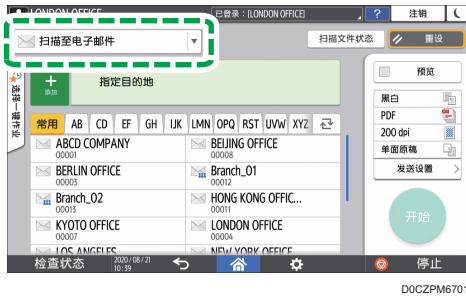 LONDON OFFICE
已登录：[LONDON OFFICE]
?
注销
扫描至电子邮件
扫描文件状态
重设
选择一键作业
添加
指定目的地
预览
常用 AB CD EF GH IJK LMN OPQ RST UVW XYZ
ABCD COMPANY
00001
BEIJING OFFICE
00008
BERLIN OFFICE
00003
Branch_01
00012
Branch_02
00013
HONG KONG OFFIC...
00011
KYOTO OFFICE
00007
LONDON OFFICE
00004
LOS ANGELES
NEW YORK OFFICE
黑白
PDF
200 dpi
单面原稿
发送设置
开始
检查状态
2020/08/21
10:39
停止
D0CZPM6701